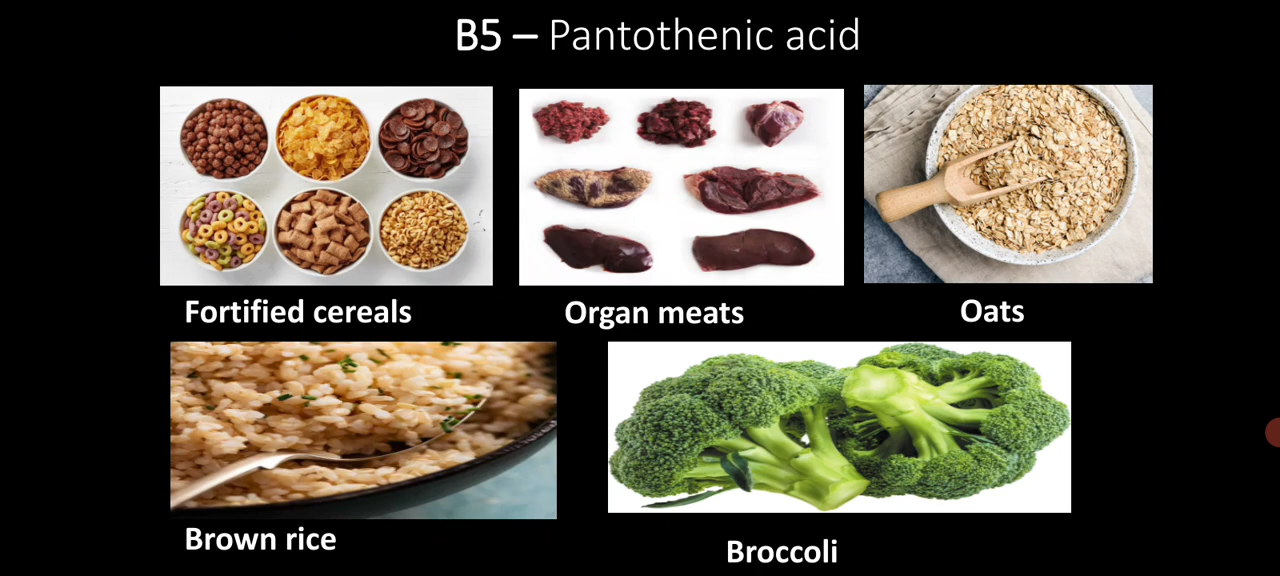 B5 – Pantothenic acid
Fortified cereals
Organ meats
Oats
Brown rice
Broccoli